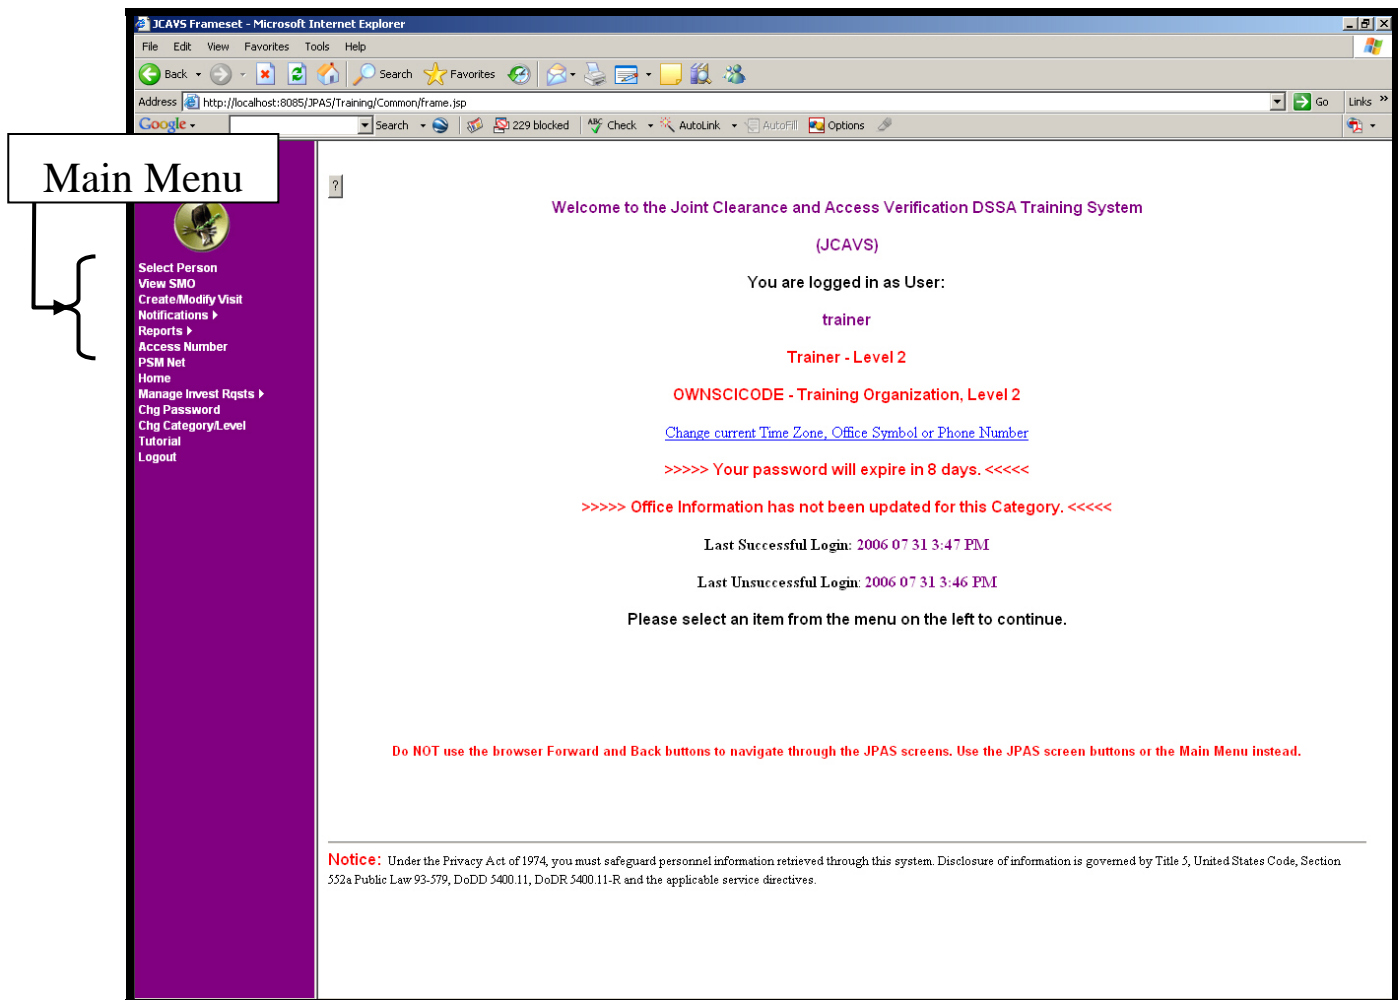 JCAVS Frameset - Microsoft Internet Explorer
File Edit View Favorites Tools Help
Back Search Favorites
Address http://localhost:8085/JPAS/Training/Common/frame.jsp Go Links »
Google Search 229 blocked ABC Check AutoLink AutoFill Options
Main Menu
?
Welcome to the Joint Clearance and Access Verification DSSA Training System
(JCAVS)
You are logged in as User:
trainer
Trainer - Level 2
OWNSCICODE - Training Organization, Level 2
Change current Time Zone, Office Symbol or Phone Number
>>>>> Your password will expire in 8 days. <<<<<
>>>>> Office Information has not been updated for this Category. <<<<<
Last Successful Login: 2006 07 31 3:47 PM
Last Unsuccessful Login: 2006 07 31 3:46 PM
Please select an item from the menu on the left to continue.
Select Person
View SMO
Create/Modify Visit
Notifications
Reports
Access Number
PSM Net
Home
Manage Invest Rqsts
Chg Password
Chg Category/Level
Tutorial
Logout
Do NOT use the browser Forward and Back buttons to navigate through the JPAS screens. Use the JPAS screen buttons or the Main Menu instead.
Notice: Under the Privacy Act of 1974, you must safeguard personnel information retrieved through this system. Disclosure of information is governed by Title 5, United States Code, Section
552a Public Law 93-579, DoDD 5400.11, DoDR 5400.11-R and the applicable service directives.